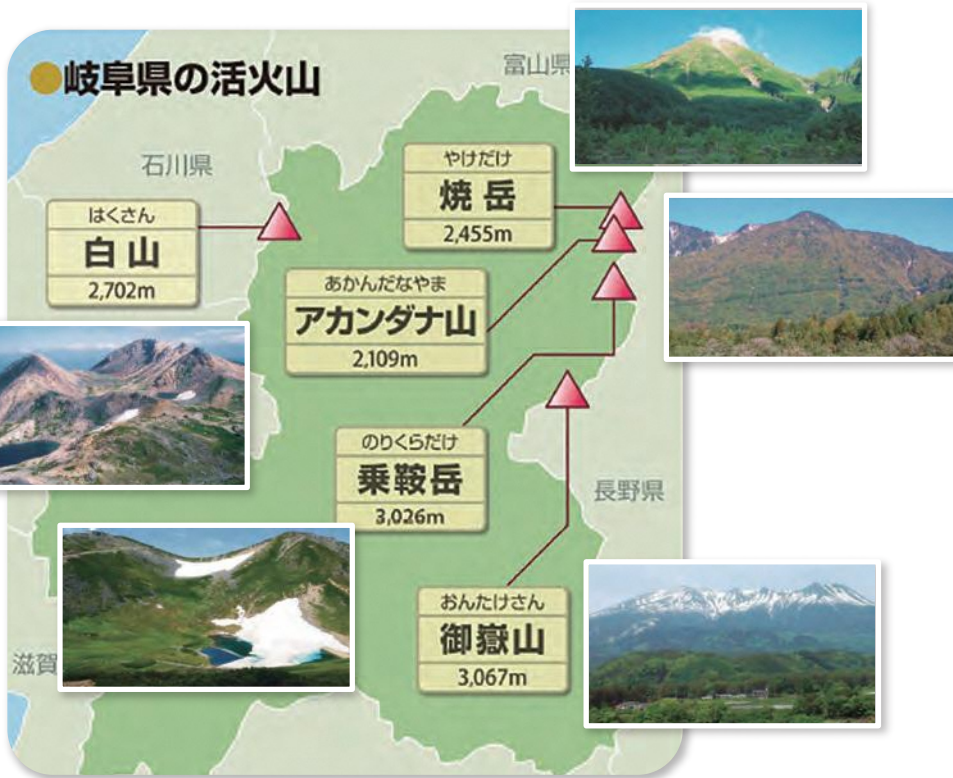 ●岐阜県の活火山
富山県
石川県
やけだけ
焼岳
2,455m
はくさん
白山
2,702m
あかんだなやま
アカンダナ山
2,109m
のりくらだけ
乗鞍岳
3,026m
長野県
おんたけさん
御嶽山
3,067m
滋賀